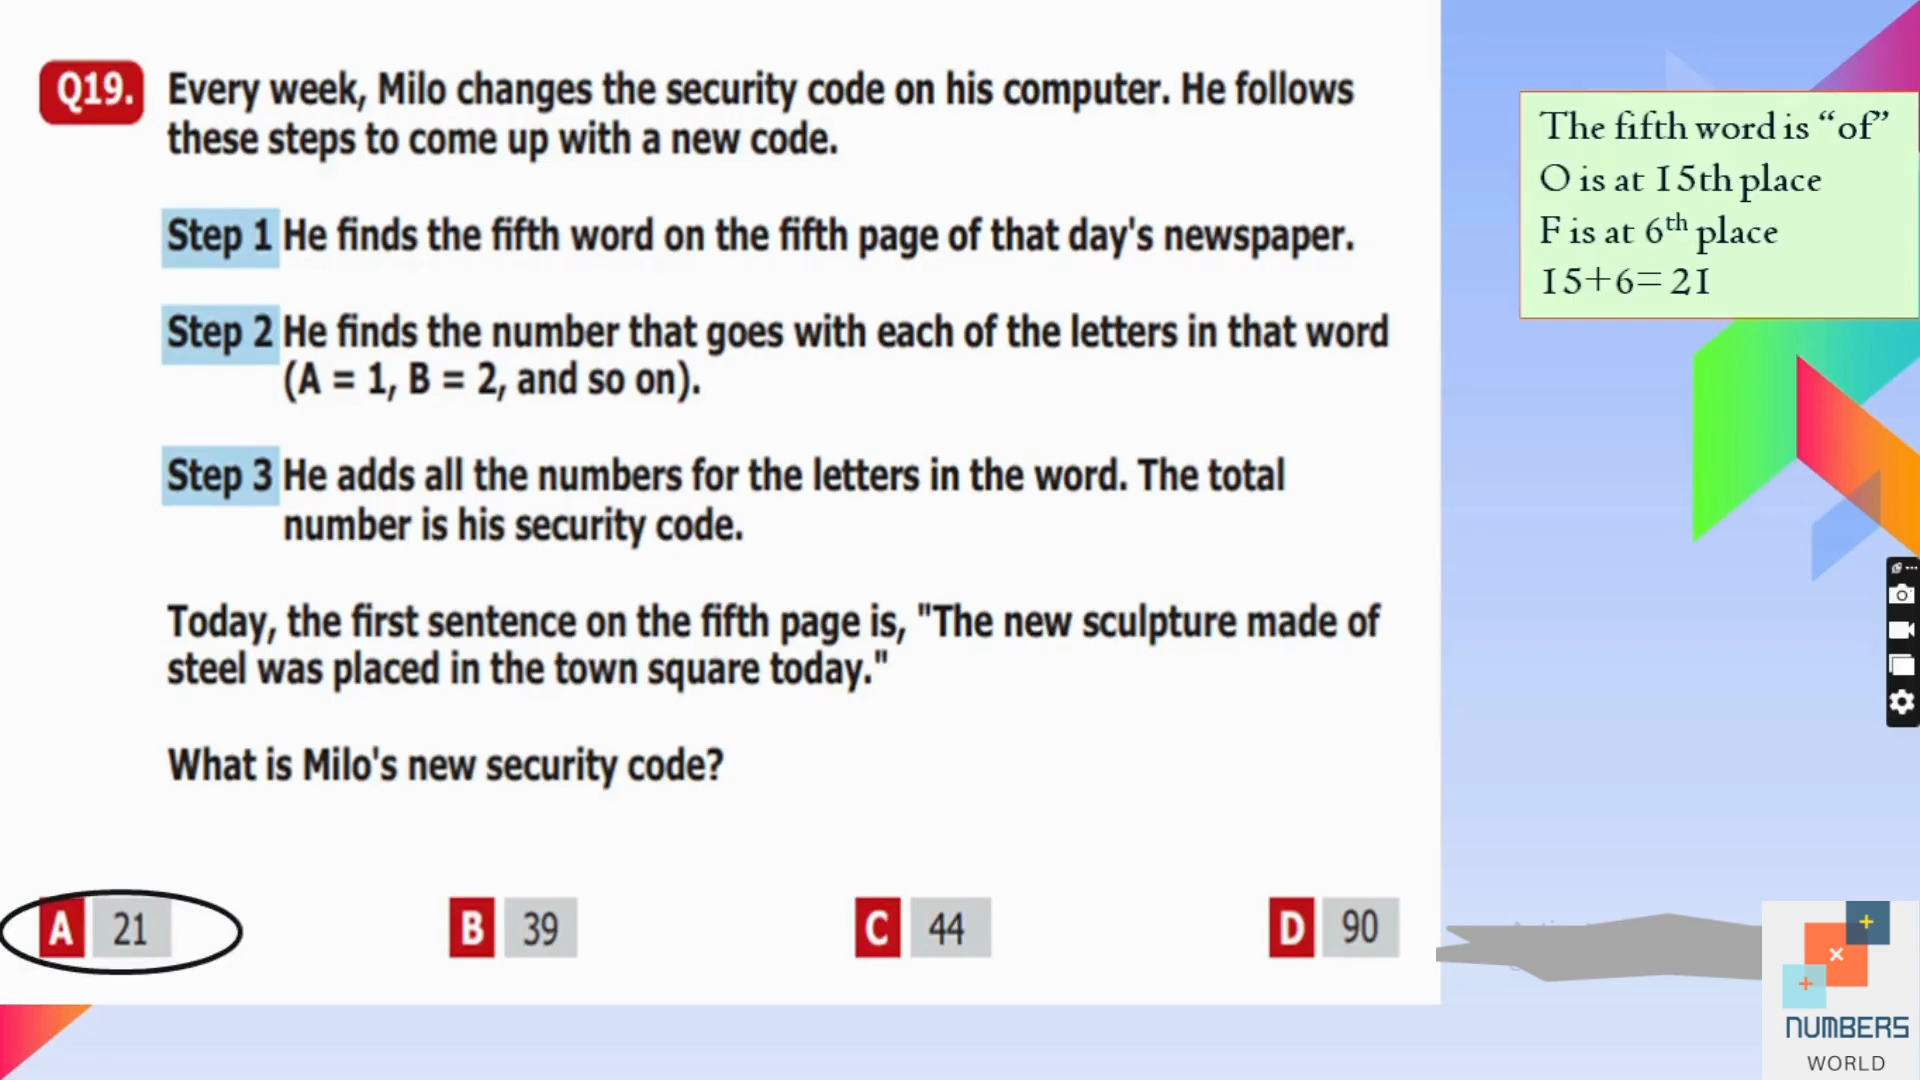 Q19. Every week, Milo changes the security code on his computer. He follows
these steps to come up with a new code.
Step 1 He finds the fifth word on the fifth page of that day's newspaper.
Step 2 He finds the number that goes with each of the letters in that word
(A = 1, B = 2, and so on).
Step 3 He adds all the numbers for the letters in the word. The total
number is his security code.
Today, the first sentence on the fifth page is, "The new sculpture made of
steel was placed in the town square today."
What is Milo's new security code?
A 21 B 39 C 44 D 90
The fifth word is “of”
O is at 15th place
F is at 6th place
15+6=21
NUMBERS
WORLD